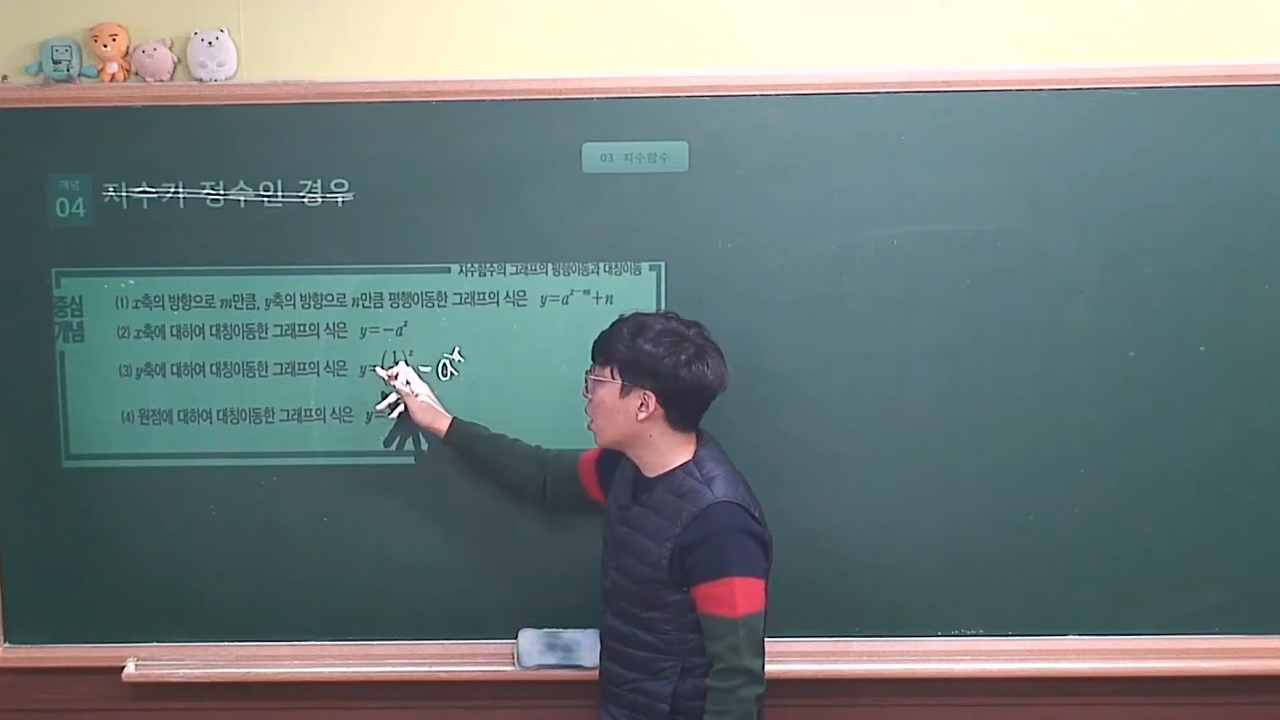 03 지수함수
개념
04
지수가 정수인 경우
지수함수의 그래프의 평행이동과 대칭이동
중심
개념
(1) x축의 방향으로 m만큼, y축의 방향으로 n만큼 평행이동한 그래프의 식은 y=a^{x-m}+n
(2) x축에 대하여 대칭이동한 그래프의 식은 y=-a^x
(3) y축에 대하여 대칭이동한 그래프의 식은 y=(1
(4) 원점에 대하여 대칭이동한 그래프의 식은 y=